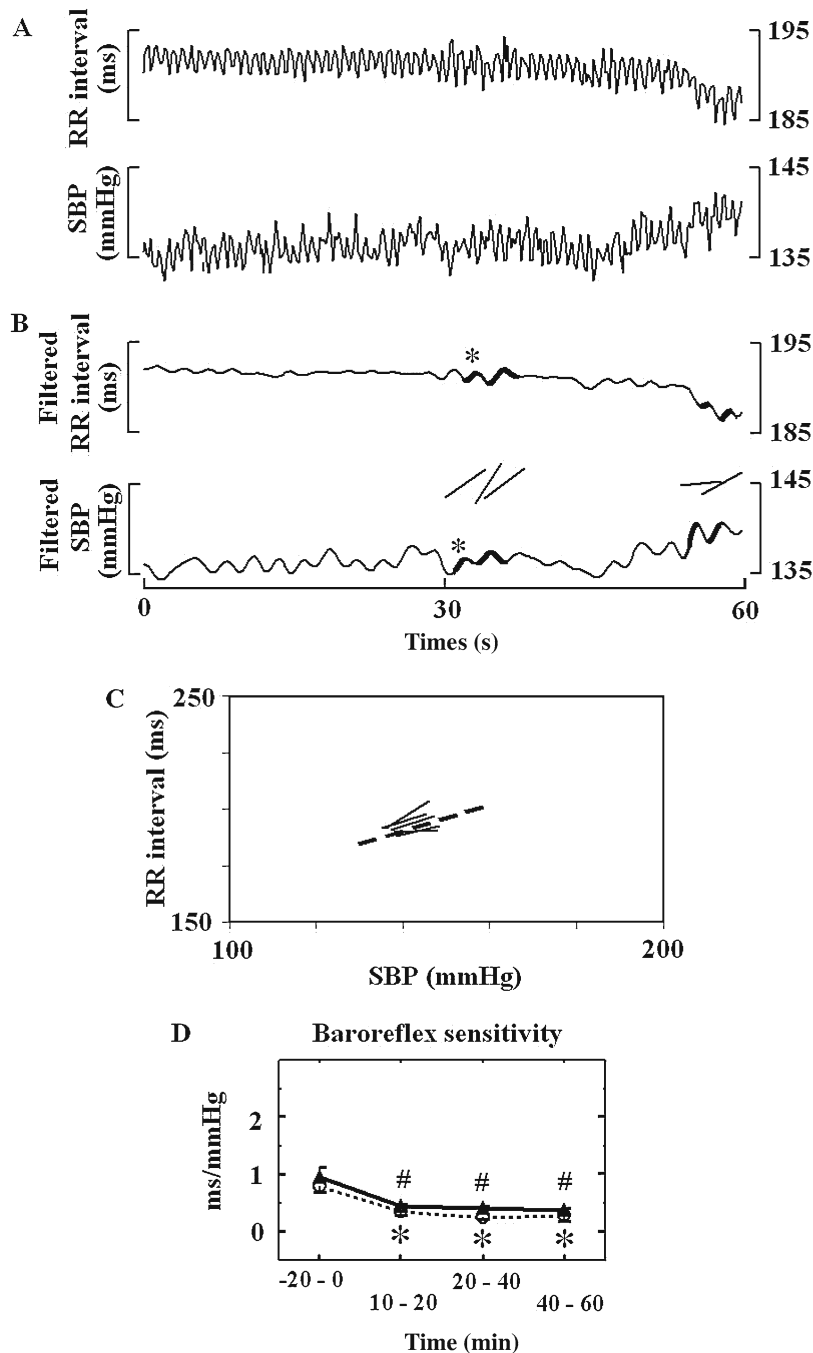 A
RR interval
(ms)
195
185
SBP
(mmHg)
145
135
B
Filtered
RR interval
(ms)
*
195
185
Filtered
SBP
(mmHg)
*
145
135
0 30 60
Times (s)
C
RR interval (ms)
250
150
100 200
SBP (mmHg)
D Baroreflex sensitivity
ms/mmHg
2
1
0
# # #
* * *
-20 - 0 20 - 40
10 - 20 40 - 60
Time (min)